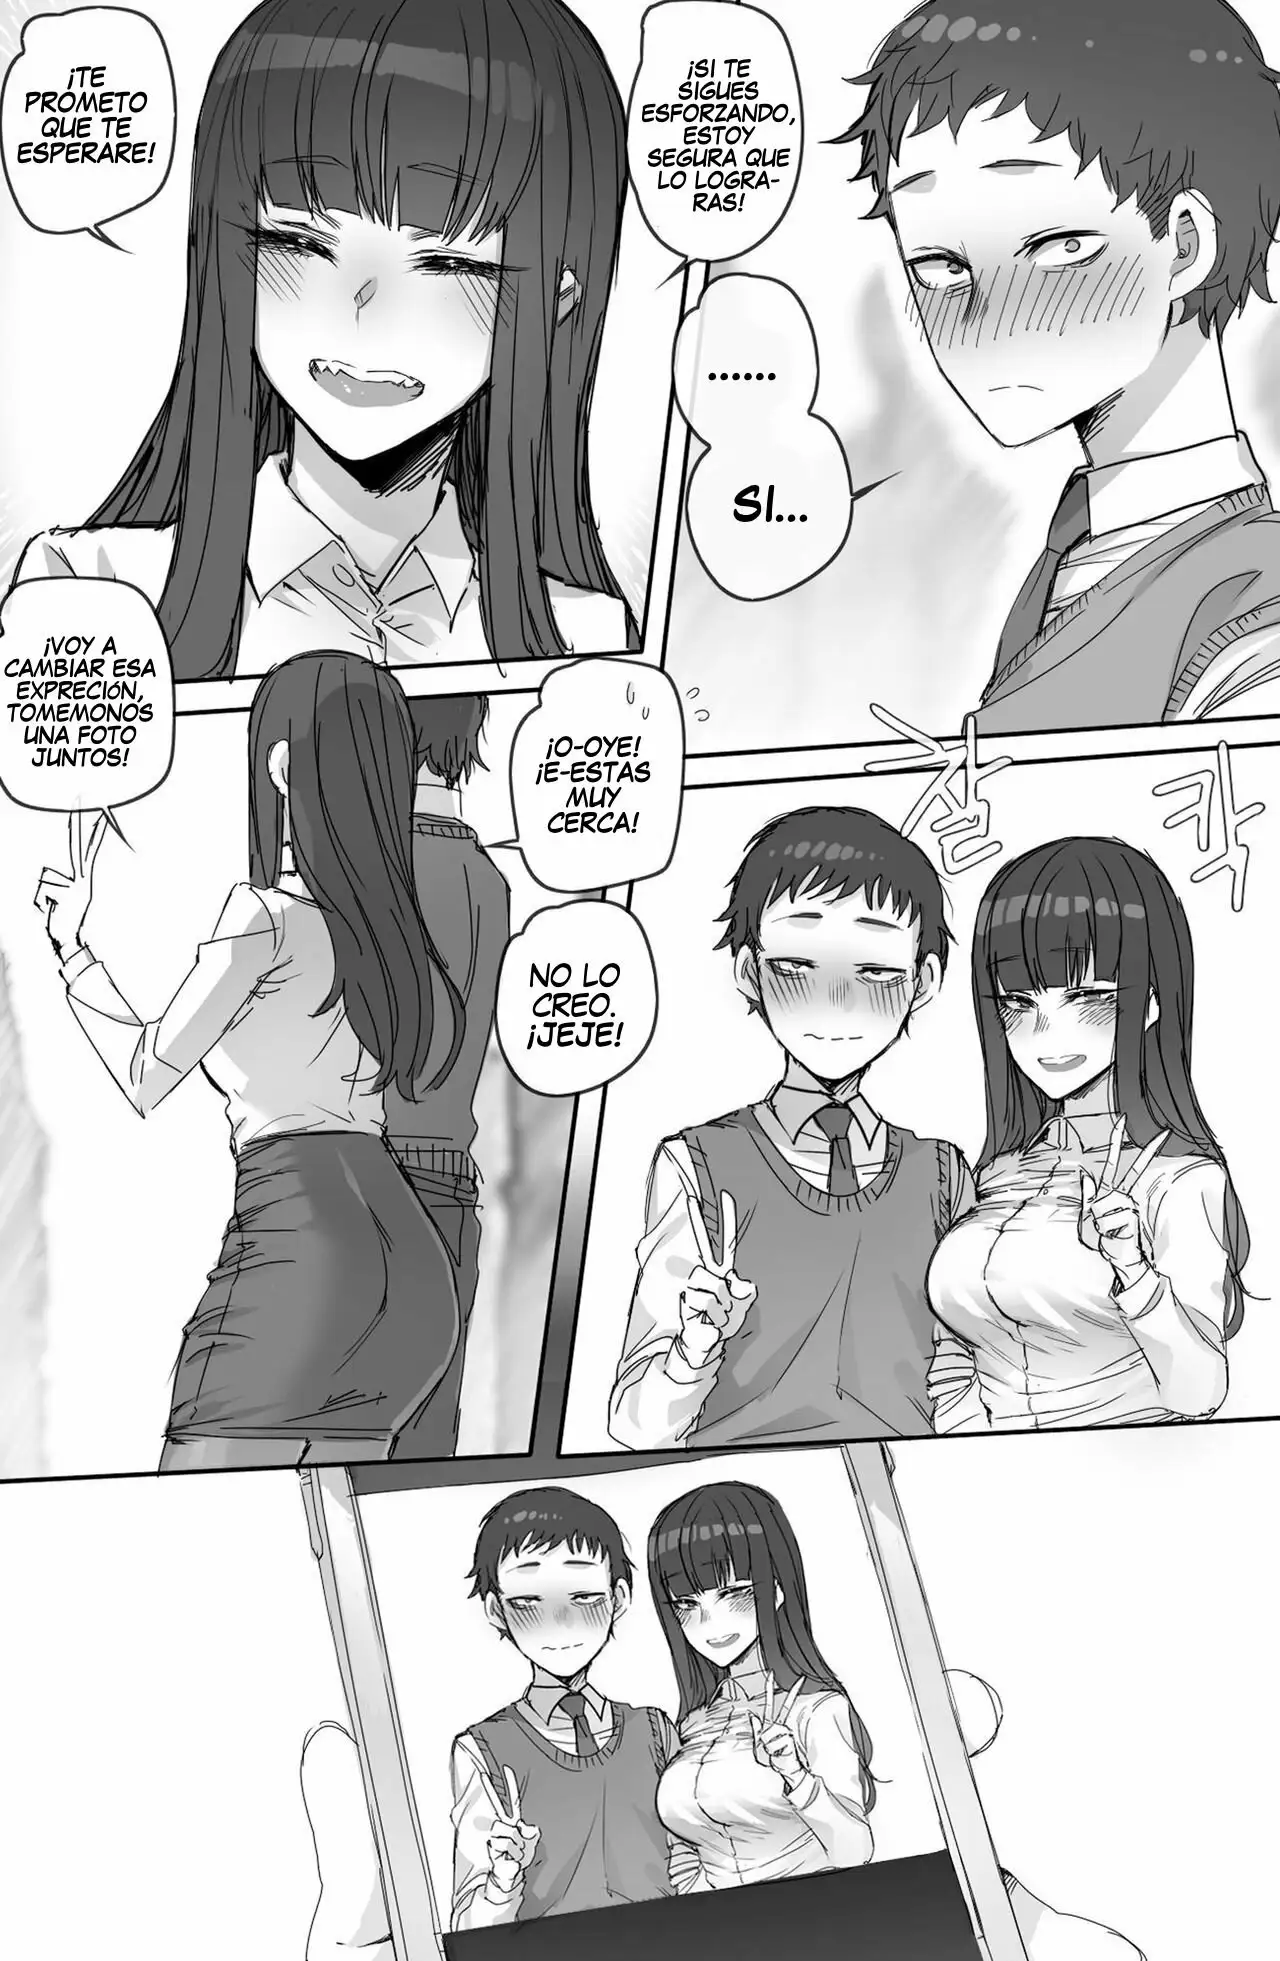 ¡SI TE
SIGUES
ESFORZANDO,
ESTOY
SEGURA QUE
LO LOGRA-
RAS!
......
SI...
¡TE
PROMETO
QUE TE
ESPERARE!
¡O-OYE!
¡E-ESTAS
MUY
CERCA!
¡VOY A
CAMBIAR ESA
EXPRECIÓN,
TOMEMONOS
UNA FOTO
JUNTOS!
NO LO
CREO.
¡JEJE!
찰칵